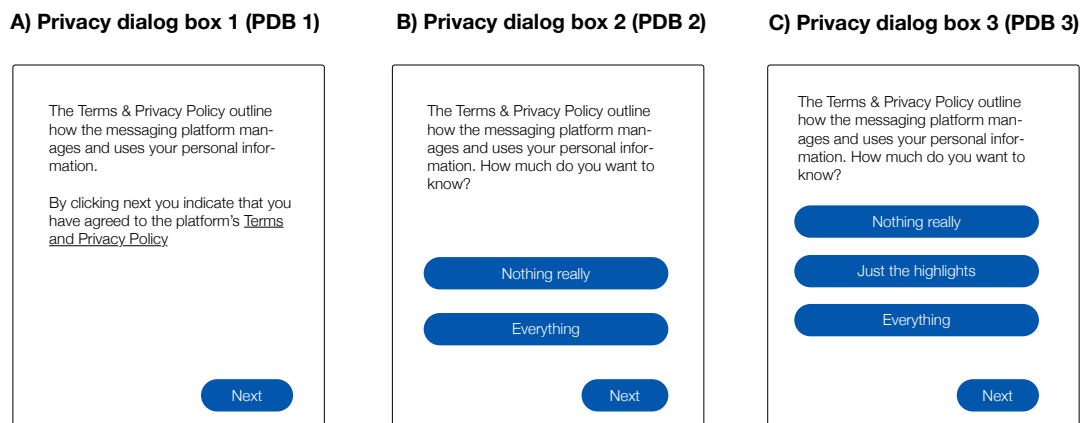 A) Privacy dialog box 1 (PDB 1)
The Terms & Privacy Policy outline
how the messaging platform man-
ages and uses your personal infor-
mation.
By clicking next you indicate that you
have agreed to the platform's Terms
and Privacy Policy
Next
B) Privacy dialog box 2 (PDB 2)
The Terms & Privacy Policy outline
how the messaging platform man-
ages and uses your personal infor-
mation. How much do you want to
know?
Nothing really
Everything
Next
C) Privacy dialog box 3 (PDB 3)
The Terms & Privacy Policy outline
how the messaging platform man-
ages and uses your personal infor-
mation. How much do you want to
know?
Nothing really
Just the highlights
Everything
Next